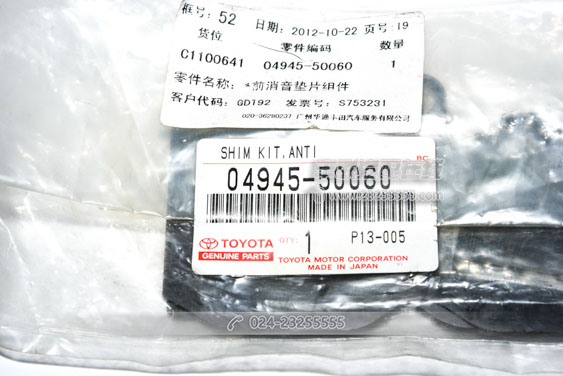 框号: 52 日期: 2012-10-22 页号: 19
货位 零件编码 数量
C1100641 04945-50060 1
零件名称: *前消音垫片组件
客户代码: GD192 发票号: S753231
020-36280237 广州华通丰田汽车服务有限公司
SHIM KIT, ANTI
BC
04945-50060
TOYOTA QTY: 1 P13-005
GENUINE PARTS TOYOTA MOTOR CORPORATION
MADE IN JAPAN
024-23255555